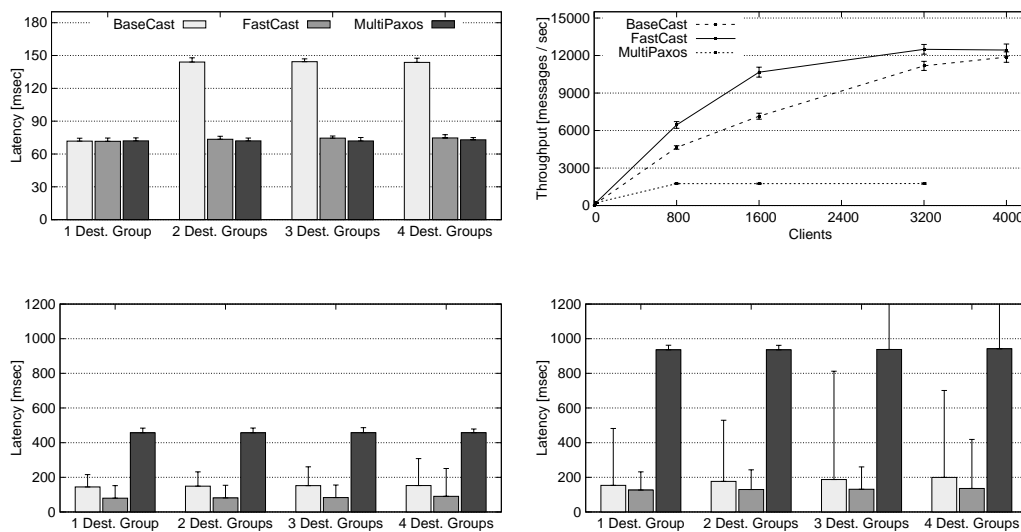 180
150
120
90
60
30
0
Latency [msec]
BaseCast FastCast MultiPaxos
1 Dest. Group 2 Dest. Groups 3 Dest. Groups 4 Dest. Groups
15000
12000
9000
6000
3000
0
Throughput [messages / sec]
BaseCast
FastCast
MultiPaxos
0 800 1600 2400 3200 4000
Clients
1200
1000
800
600
400
200
0
Latency [msec]
1 Dest. Group 2 Dest. Groups 3 Dest. Groups 4 Dest. Groups
1200
1000
800
600
400
200
0
Latency [msec]
1 Dest. Group 2 Dest. Groups 3 Dest. Groups 4 Dest. Groups